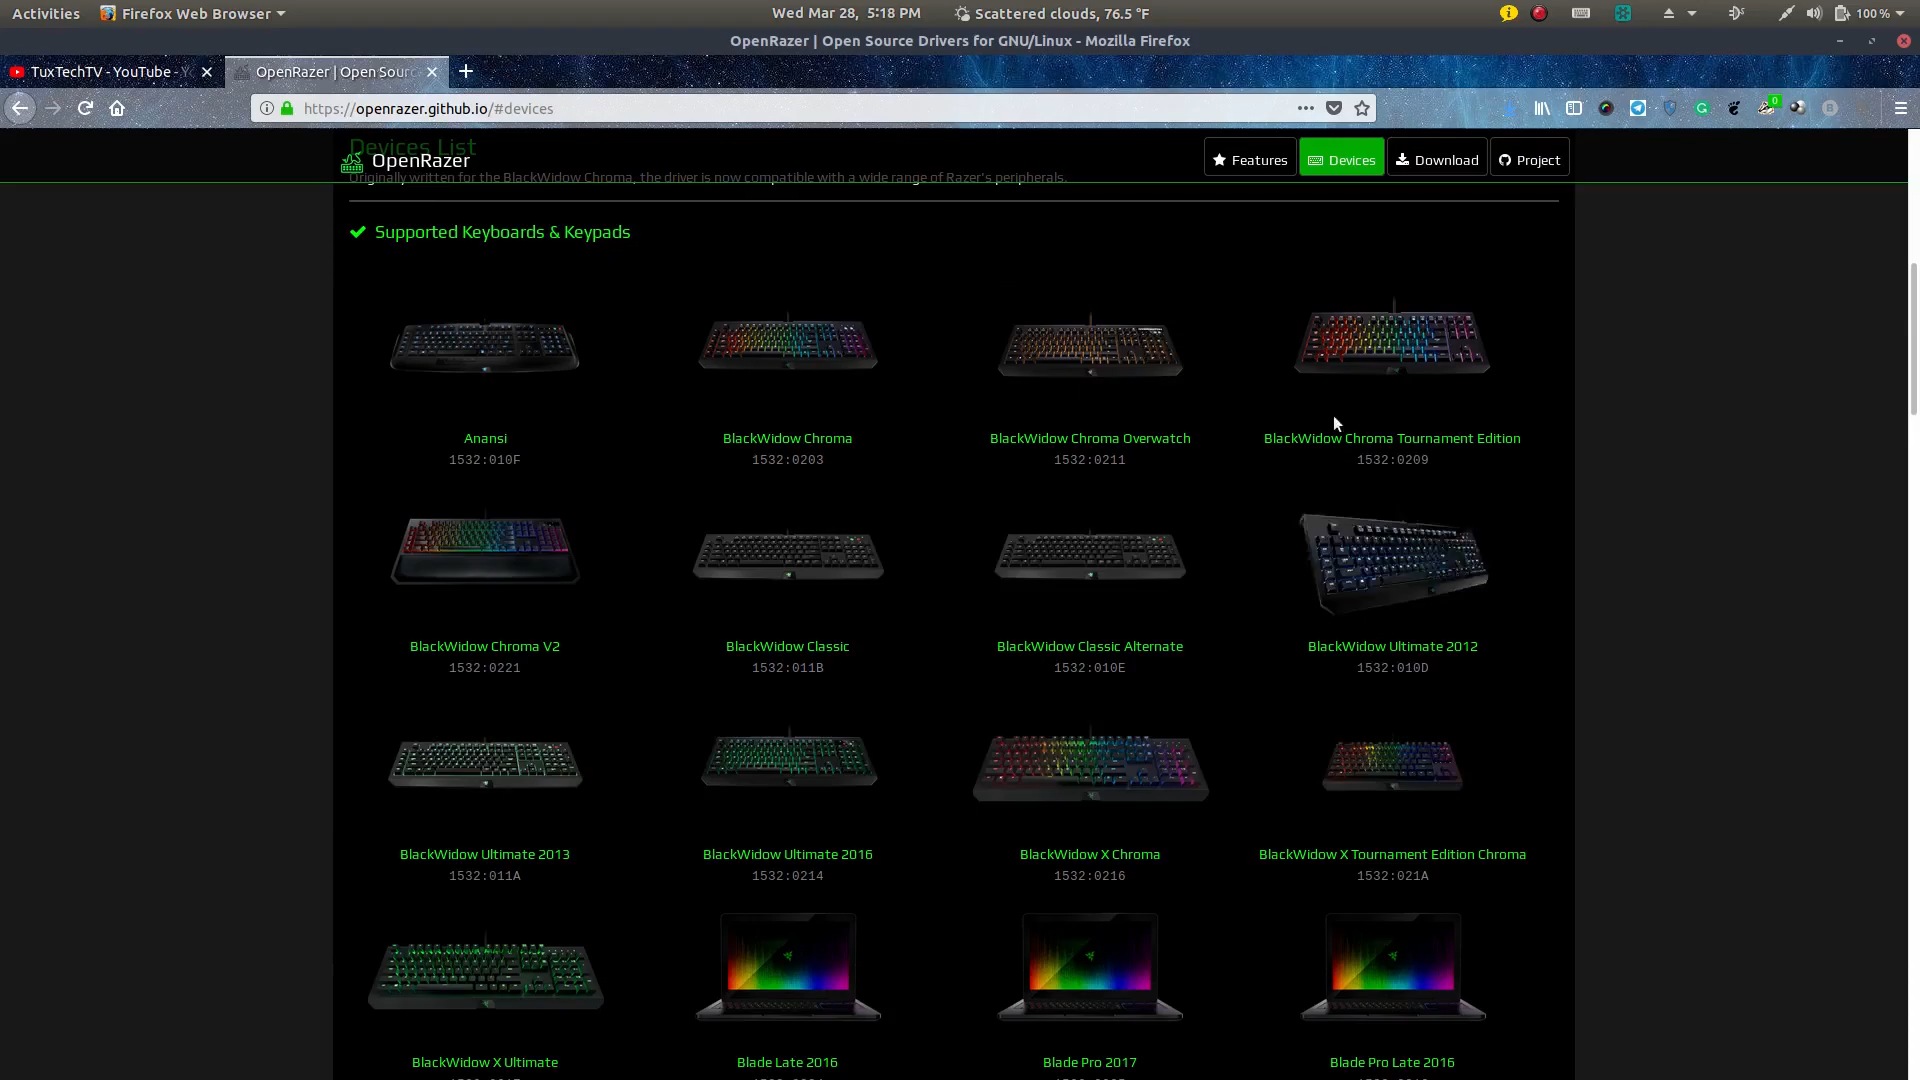 Activities Firefox Web Browser Wed Mar 28, 5:18 PM Scattered clouds, 76.5 °F 100 %
OpenRazer | Open Source Drivers for GNU/Linux - Mozilla Firefox
TuxTechTV - YouTube - OpenRazer | Open Sourc
https://openrazer.github.io/#devices 0
Devices List
OpenRazer Features Devices Download Project
Originally written for the BlackWidow Chroma, the driver is now compatible with a wide range of Razer's peripherals.
Supported Keyboards & Keypads
Anansi BlackWidow Chroma BlackWidow Chroma Overwatch BlackWidow Chroma Tournament Edition
1532:010F 1532:0203 1532:0211 1532:0209
BlackWidow Chroma V2 BlackWidow Classic BlackWidow Classic Alternate BlackWidow Ultimate 2012
1532:0221 1532:011B 1532:010E 1532:010D
BlackWidow Ultimate 2013 BlackWidow Ultimate 2016 BlackWidow X Chroma BlackWidow X Tournament Edition Chroma
1532:011A 1532:0214 1532:0216 1532:021A
BlackWidow X Ultimate Blade Late 2016 Blade Pro 2017 Blade Pro Late 2016